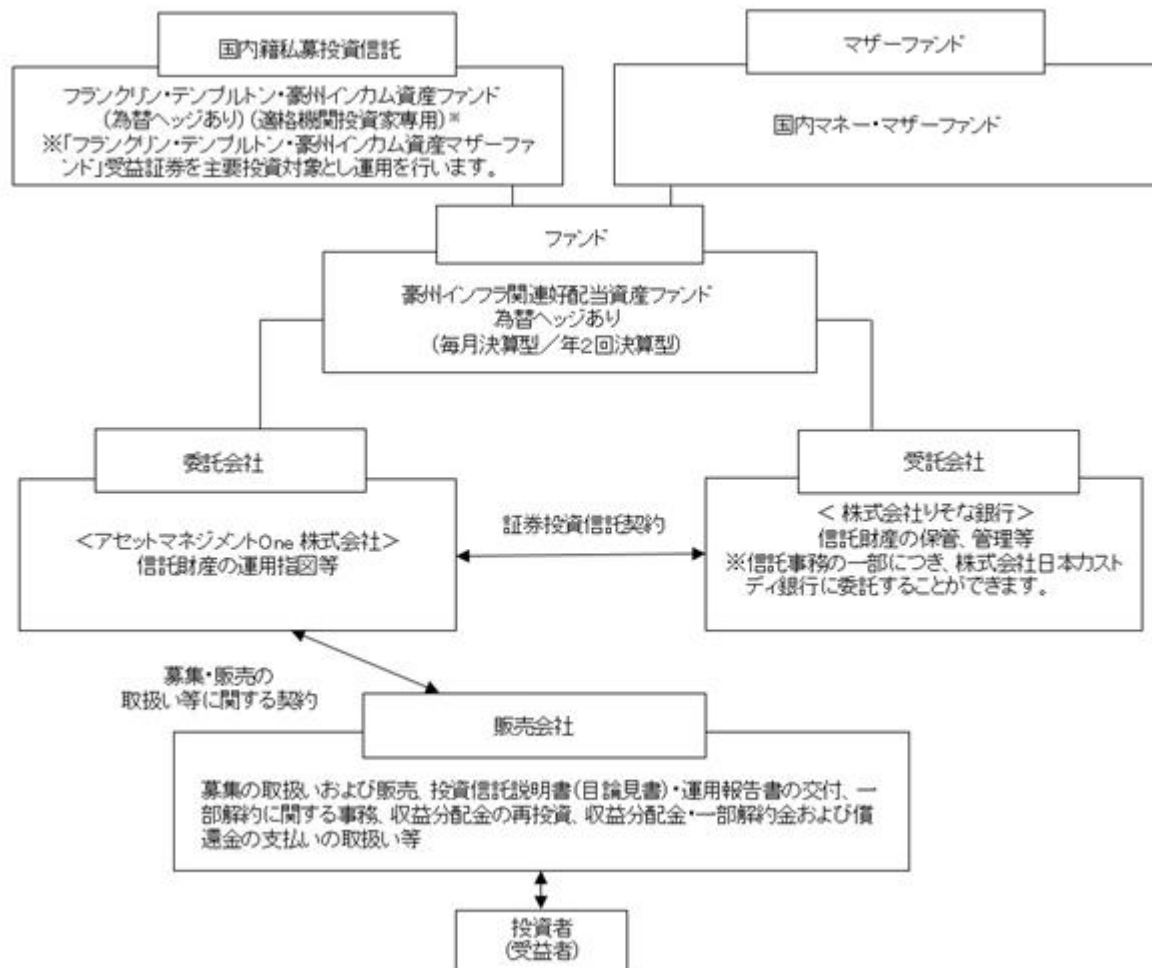 国内籍私募投資信託
フランクリン・テンプルトン・豪州インカム資産ファンド
(為替ヘッジあり)(適格機関投資家専用)※
※「フランクリン・テンプルトン・豪州インカム資産マザーファ
ンド」受益証券を主要投資対象とし運用を行います。
マザーファンド
国内マネー・マザーファンド
ファンド
豪州インフラ関連好配当資産ファンド
為替ヘッジあり
(毎月決算型／年2回決算型)
委託会社
＜アセットマネジメントOne 株式会社＞
信託財産の運用指図等
証券投資信託契約
受託会社
＜ 株式会社りそな銀行＞
信託財産の保管、管理等
※信託事務の一部につき、株式会社日本カスト
ディ銀行に委託することができます。
募集・販売の
取扱い等に関する契約
販売会社
募集の取扱いおよび販売、投資信託説明書(目論見書)・運用報告書の交付、一
部解約に関する事務、収益分配金の再投資、収益分配金・一部解約金および償
還金の支払いの取扱い等
投資者
(受益者)